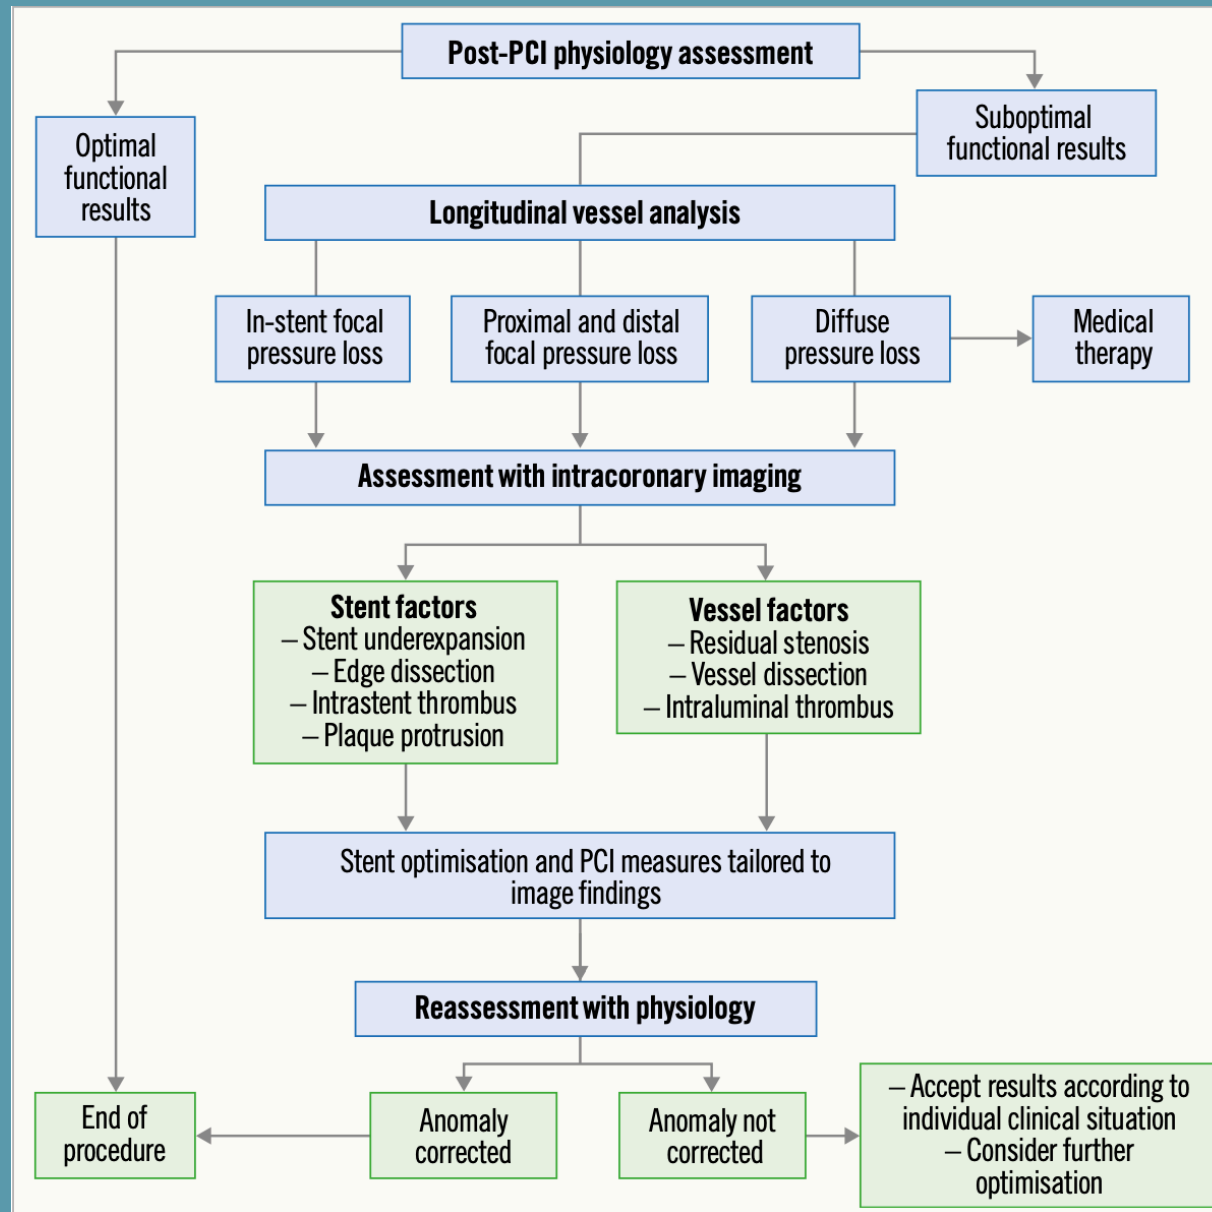 Post-PCI physiology assessment
Optimal
functional
results
Suboptimal
functional results
Longitudinal vessel analysis
In-stent focal
pressure loss
Proximal and distal
focal pressure loss
Diffuse
pressure loss
Medical
therapy
Assessment with intracoronary imaging
Stent factors
– Stent underexpansion
– Edge dissection
– Intrastent thrombus
– Plaque protrusion
Vessel factors
– Residual stenosis
– Vessel dissection
– Intraluminal thrombus
Stent optimisation and PCI measures tailored to
image findings
Reassessment with physiology
End of
procedure
Anomaly
corrected
Anomaly not
corrected
– Accept results according to
individual clinical situation
– Consider further
optimisation